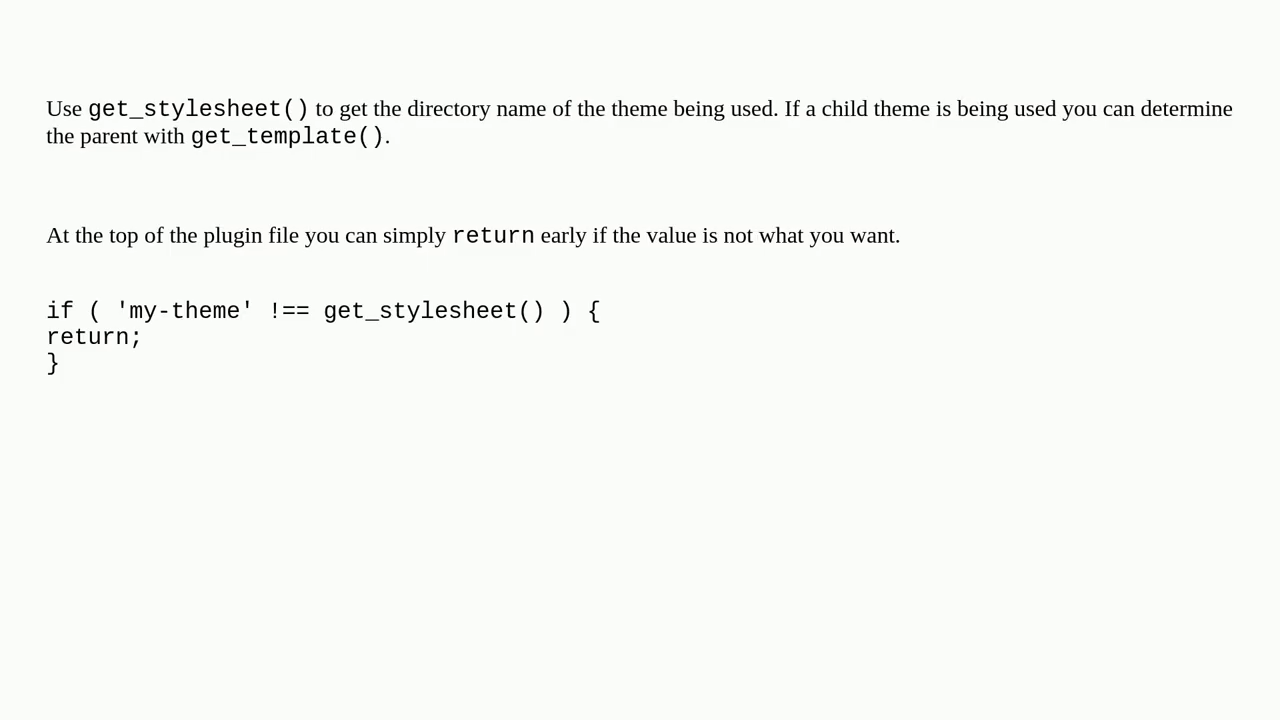 Use get_stylesheet() to get the directory name of the theme being used. If a child theme is being used you can determine
the parent with get_template().
At the top of the plugin file you can simply return early if the value is not what you want.
if ( 'my-theme' !== get_stylesheet() ) {
return;
}